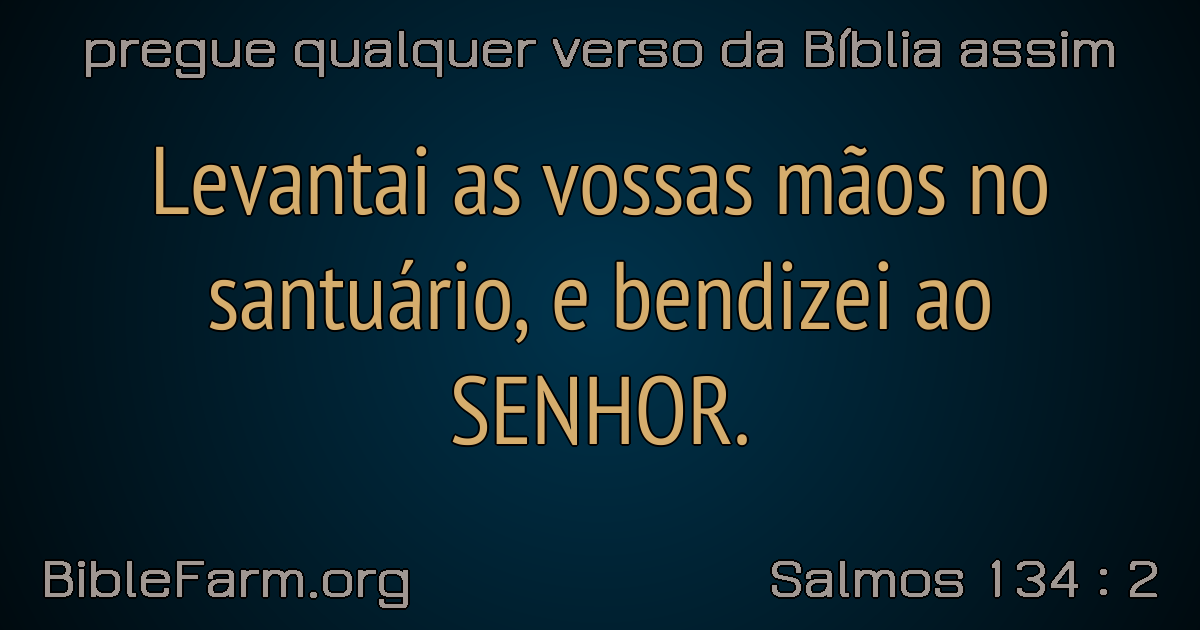 pregue qualquer verso da Bíblia assim
Levantai as vossas mãos no
santuário, e bendizei ao
SENHOR.
BibleFarm.org
Salmos 134 : 2